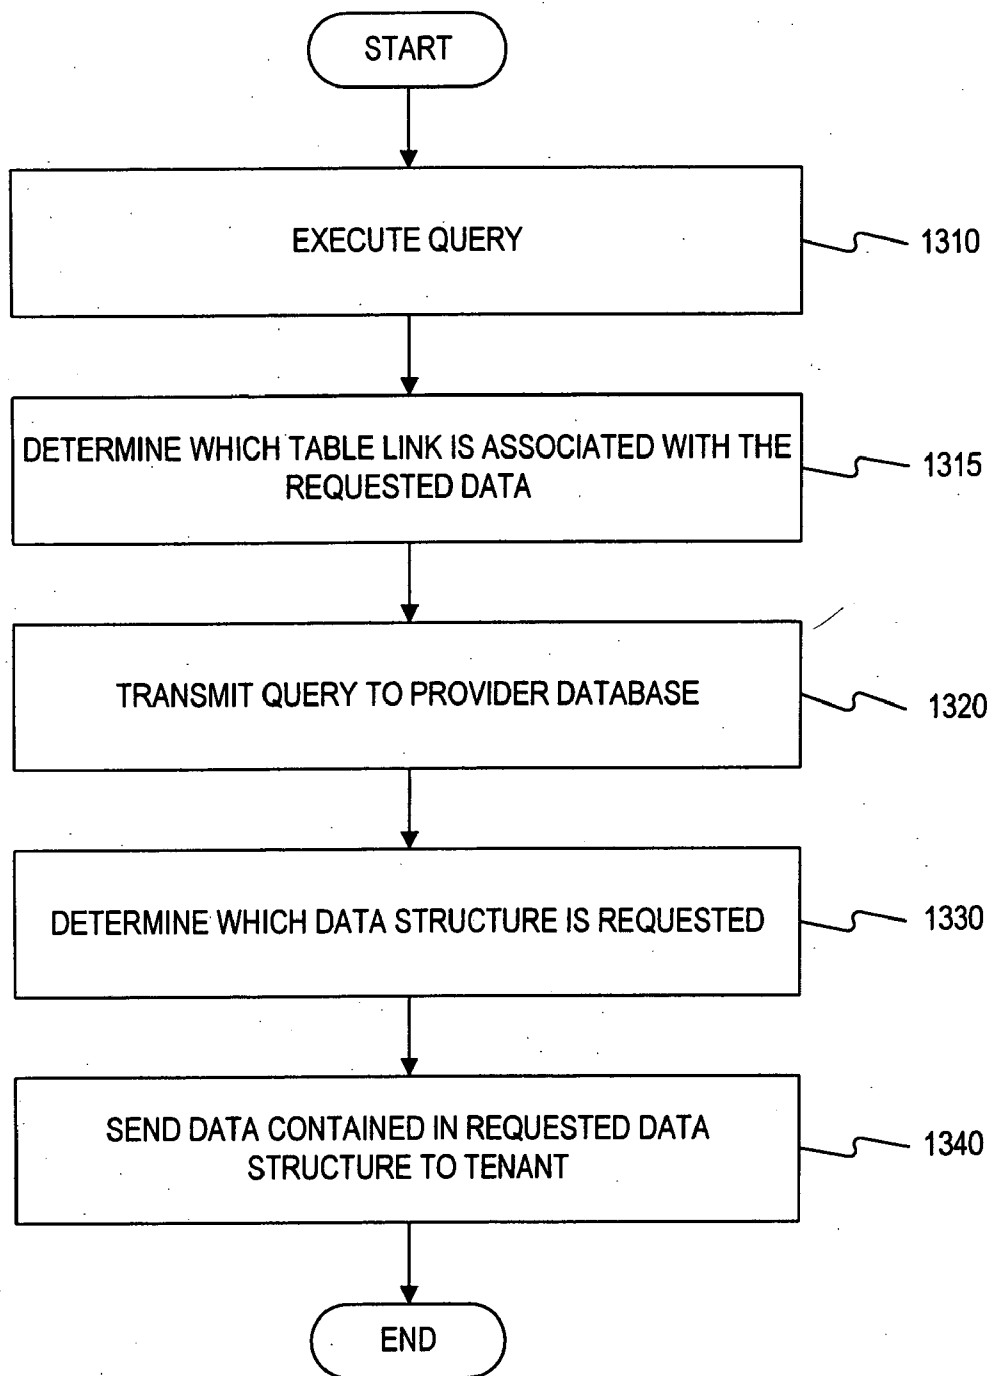 START
EXECUTE QUERY
1310
DETERMINE WHICH TABLE LINK IS ASSOCIATED WITH THE
REQUESTED DATA
1315
TRANSMIT QUERY TO PROVIDER DATABASE
1320
DETERMINE WHICH DATA STRUCTURE IS REQUESTED
1330
SEND DATA CONTAINED IN REQUESTED DATA
STRUCTURE TO TENANT
1340
END